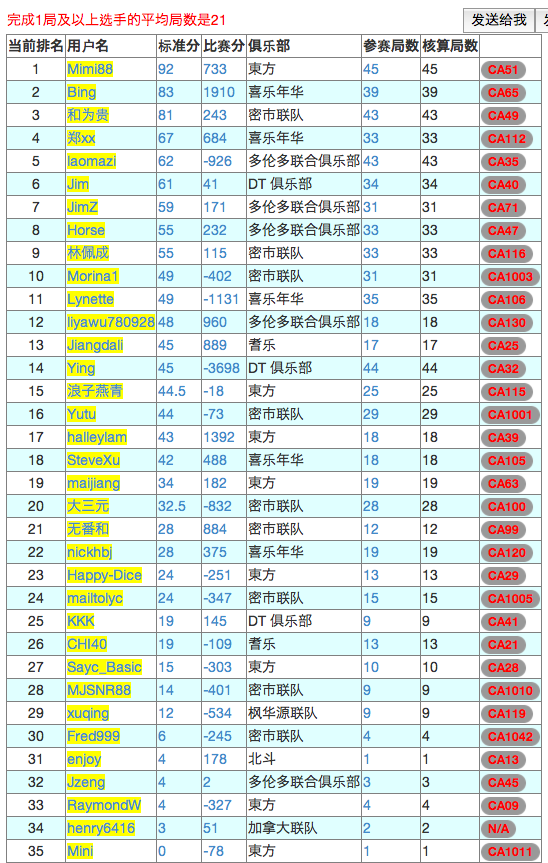 完成1局及以上选手的平均局数是21 发送给我
当前排名 用户名 标准分 比赛分 俱乐部 参赛局数 核算局数
1 Mimi88 92 733 東方 45 45 CA51
2 Bing 83 1910 喜乐年华 39 39 CA65
3 和为贵 81 243 密市联队 43 43 CA49
4 郑xx 67 684 喜乐年华 33 33 CA112
5 laomazi 62 -926 多伦多联合俱乐部 43 43 CA35
6 Jim 61 41 DT 俱乐部 34 34 CA40
7 JimZ 59 171 多伦多联合俱乐部 31 31 CA71
8 Horse 55 232 多伦多联合俱乐部 33 33 CA47
9 林佩成 55 115 密市联队 33 33 CA116
10 Morina1 49 -402 密市联队 31 31 CA1003
11 Lynette 49 -1131 喜乐年华 35 35 CA106
12 liyawu780928 48 960 多伦多联合俱乐部 18 18 CA130
13 Jiangdali 45 889 耆乐 17 17 CA25
14 Ying 45 -3698 DT 俱乐部 44 44 CA32
15 浪子燕青 44.5 -18 東方 25 25 CA115
16 Yutu 44 -73 密市联队 29 29 CA1001
17 halleylam 43 1392 東方 18 18 CA39
18 SteveXu 42 488 喜乐年华 18 18 CA105
19 maijiang 34 182 東方 19 19 CA63
20 大三元 32.5 -832 密市联队 28 28 CA100
21 无番和 28 884 密市联队 12 12 CA99
22 nickhbj 28 375 喜乐年华 19 19 CA120
23 Happy-Dice 24 -251 東方 13 13 CA29
24 mailtolyc 24 -347 密市联队 15 15 CA1005
25 KKK 19 145 DT 俱乐部 9 9 CA41
26 CHI40 19 -109 耆乐 13 13 CA21
27 Sayc_Basic 15 -303 東方 10 10 CA28
28 MJSNR88 14 -401 密市联队 9 9 CA1010
29 xuqing 12 -534 枫华源联队 9 9 CA119
30 Fred999 6 -245 密市联队 4 4 CA1042
31 enjoy 4 178 北斗 1 1 CA13
32 Jzeng 4 2 多伦多联合俱乐部 3 3 CA45
33 RaymondW 4 -327 東方 4 4 CA09
34 henry6416 3 51 加拿大联队 2 2 N/A
35 Mini 0 -78 東方 1 1 CA1011